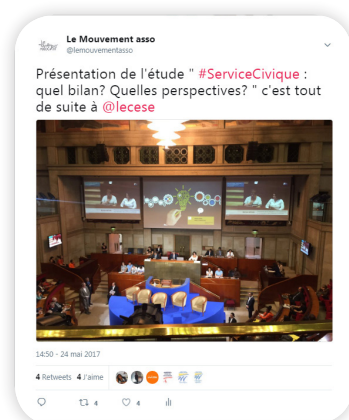 Le Mouvement asso
@lemouvementasso
Présentation de l'étude " #ServiceCivique :
quel bilan? Quelles perspectives? " c'est tout
de suite à @lecese
14:50 - 24 mai 2017
4 Retweets 4 J'aime
4 4